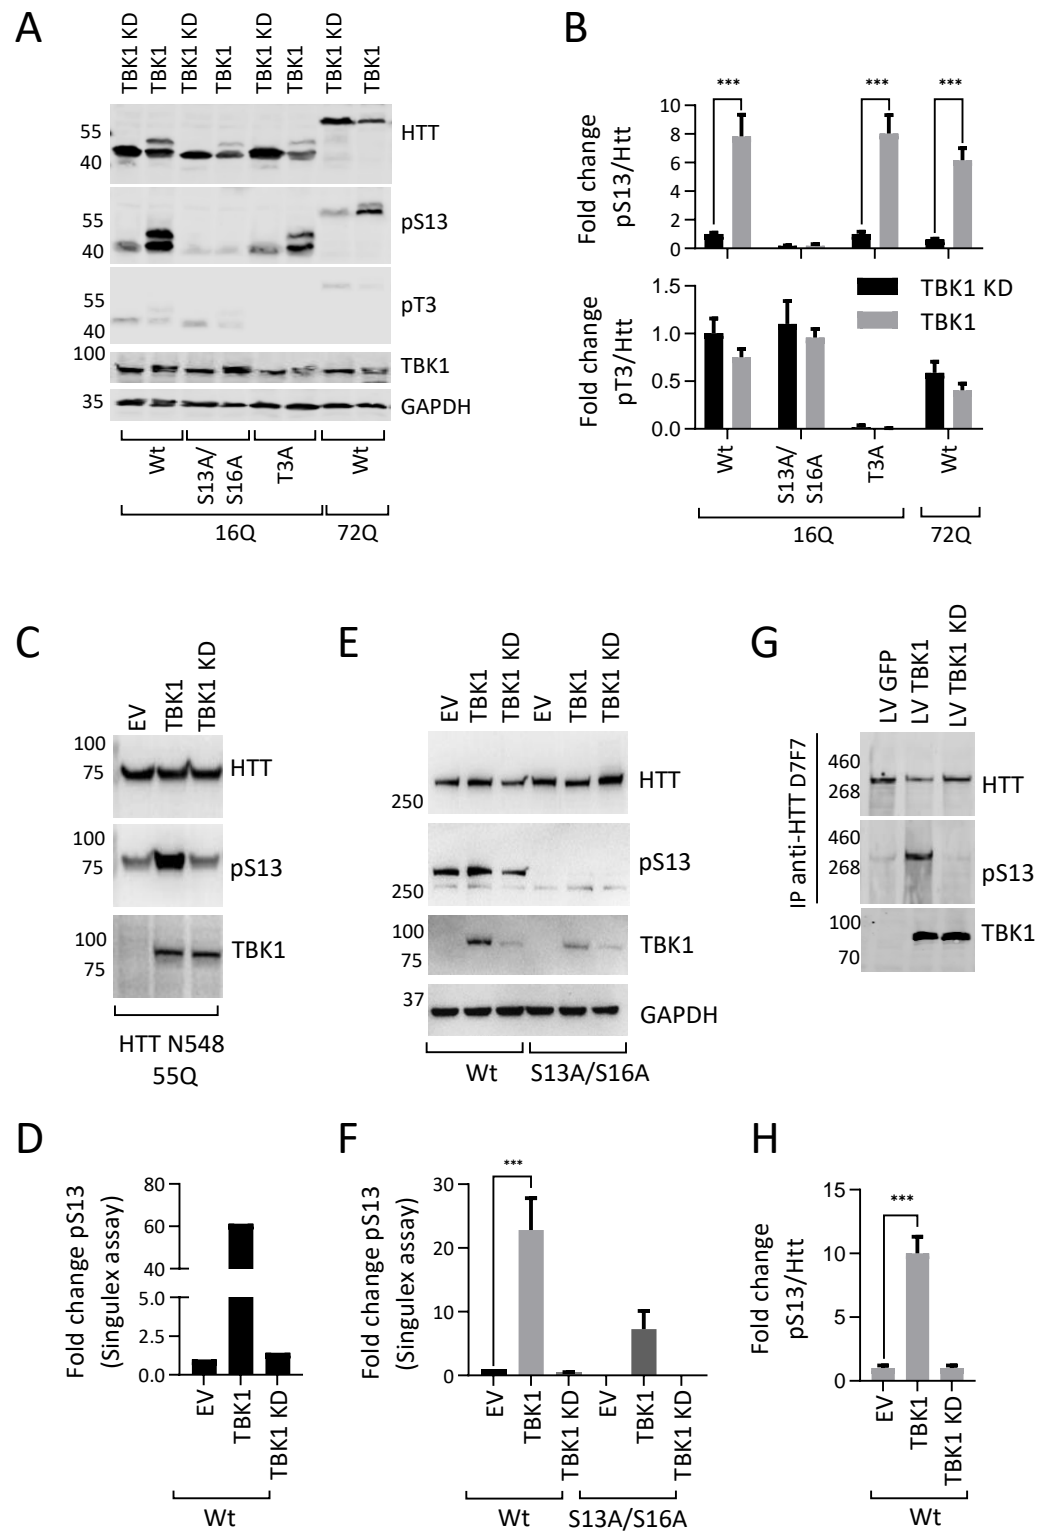 A
TBK1 KD
TBK1
TBK1 KD
TBK1
TBK1 KD
TBK1
TBK1 KD
TBK1
55
40
HTT
55
40
pS13
55
40
pT3
100
TBK1
35
GAPDH
Wt
S13A/
S16A
T3A
Wt
16Q
72Q
B
Fold change
pS13/Htt
10
8
6
4
2
0
***
***
***
Fold change
pT3/Htt
1.5
1.0
0.5
0.0
TBK1 KD
TBK1
Wt
S13A/
S16A
T3A
Wt
16Q
72Q
C
EV
TBK1
TBK1 KD
100
75
HTT
100
75
pS13
100
75
TBK1
HTT N548
55Q
E
EV
TBK1
TBK1 KD
EV
TBK1
TBK1 KD
250
HTT
250
pS13
100
75
TBK1
37
GAPDH
Wt
S13A/S16A
G
LV GFP
LV TBK1
LV TBK1 KD
IP anti-HTT D7F7
460
268
HTT
460
268
pS13
100
70
TBK1
D
Fold change pS13
(Singulex assay)
80
60
40
5.0
2.5
0.0
EV
TBK1
TBK1 KD
Wt
F
Fold change pS13
(Singulex assay)
30
20
10
0
***
EV
TBK1
TBK1 KD
EV
TBK1
TBK1 KD
Wt
S13A/S16A
H
Fold change
pS13/Htt
15
10
5
0
***
EV
TBK1
TBK1 KD
Wt